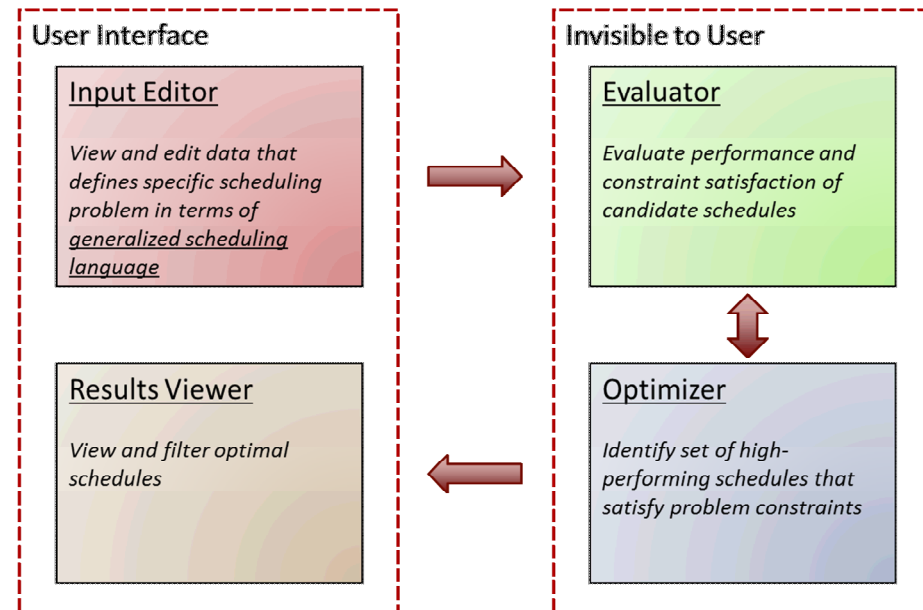 User Interface
Input Editor
View and edit data that
defines specific scheduling
problem in terms of
generalized scheduling
language
Results Viewer
View and filter optimal
schedules
Invisible to User
Evaluator
Evaluate performance and
constraint satisfaction of
candidate schedules
Optimizer
Identify set of high-
performing schedules that
satisfy problem constraints